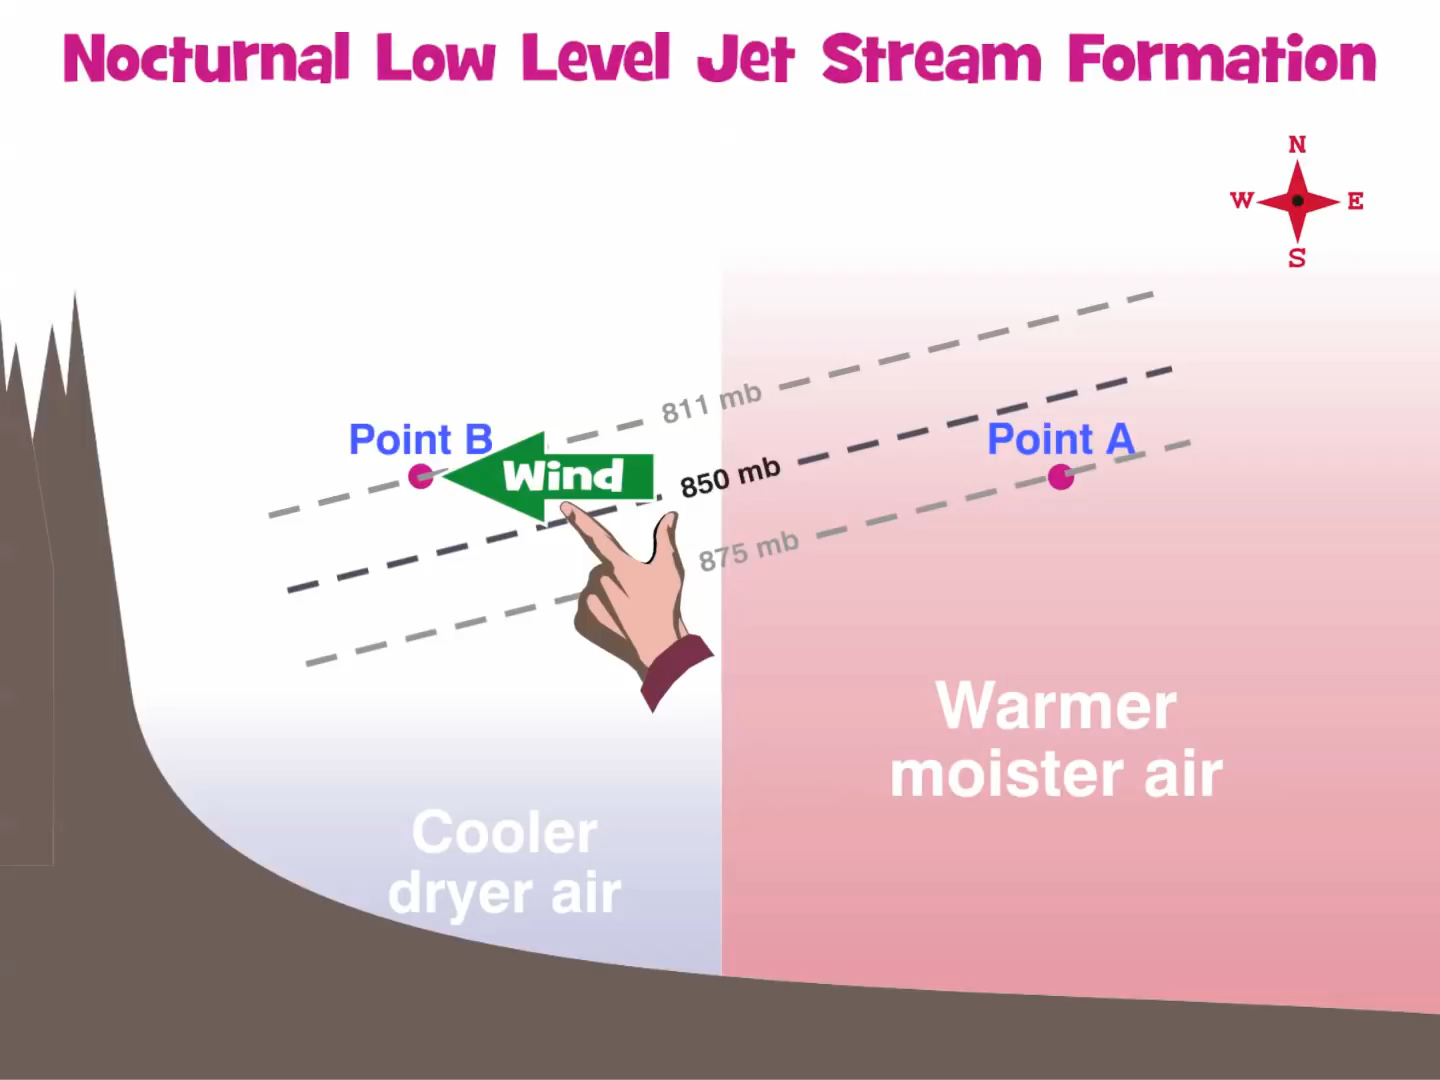 Nocturnal Low Level Jet Stream Formation
N
W E
S
811 mb
Point B
Wind
850 mb
Point A
875 mb
Warmer
moister air
Cooler
dryer air